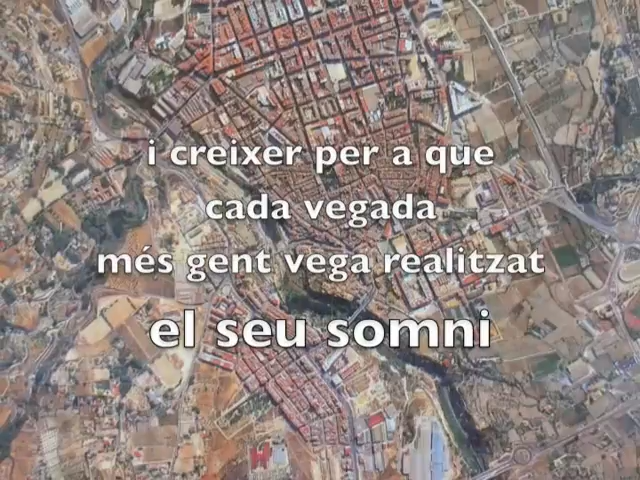 i creixer per a que
cada vegada
més gent vega realitzat
el seu somni